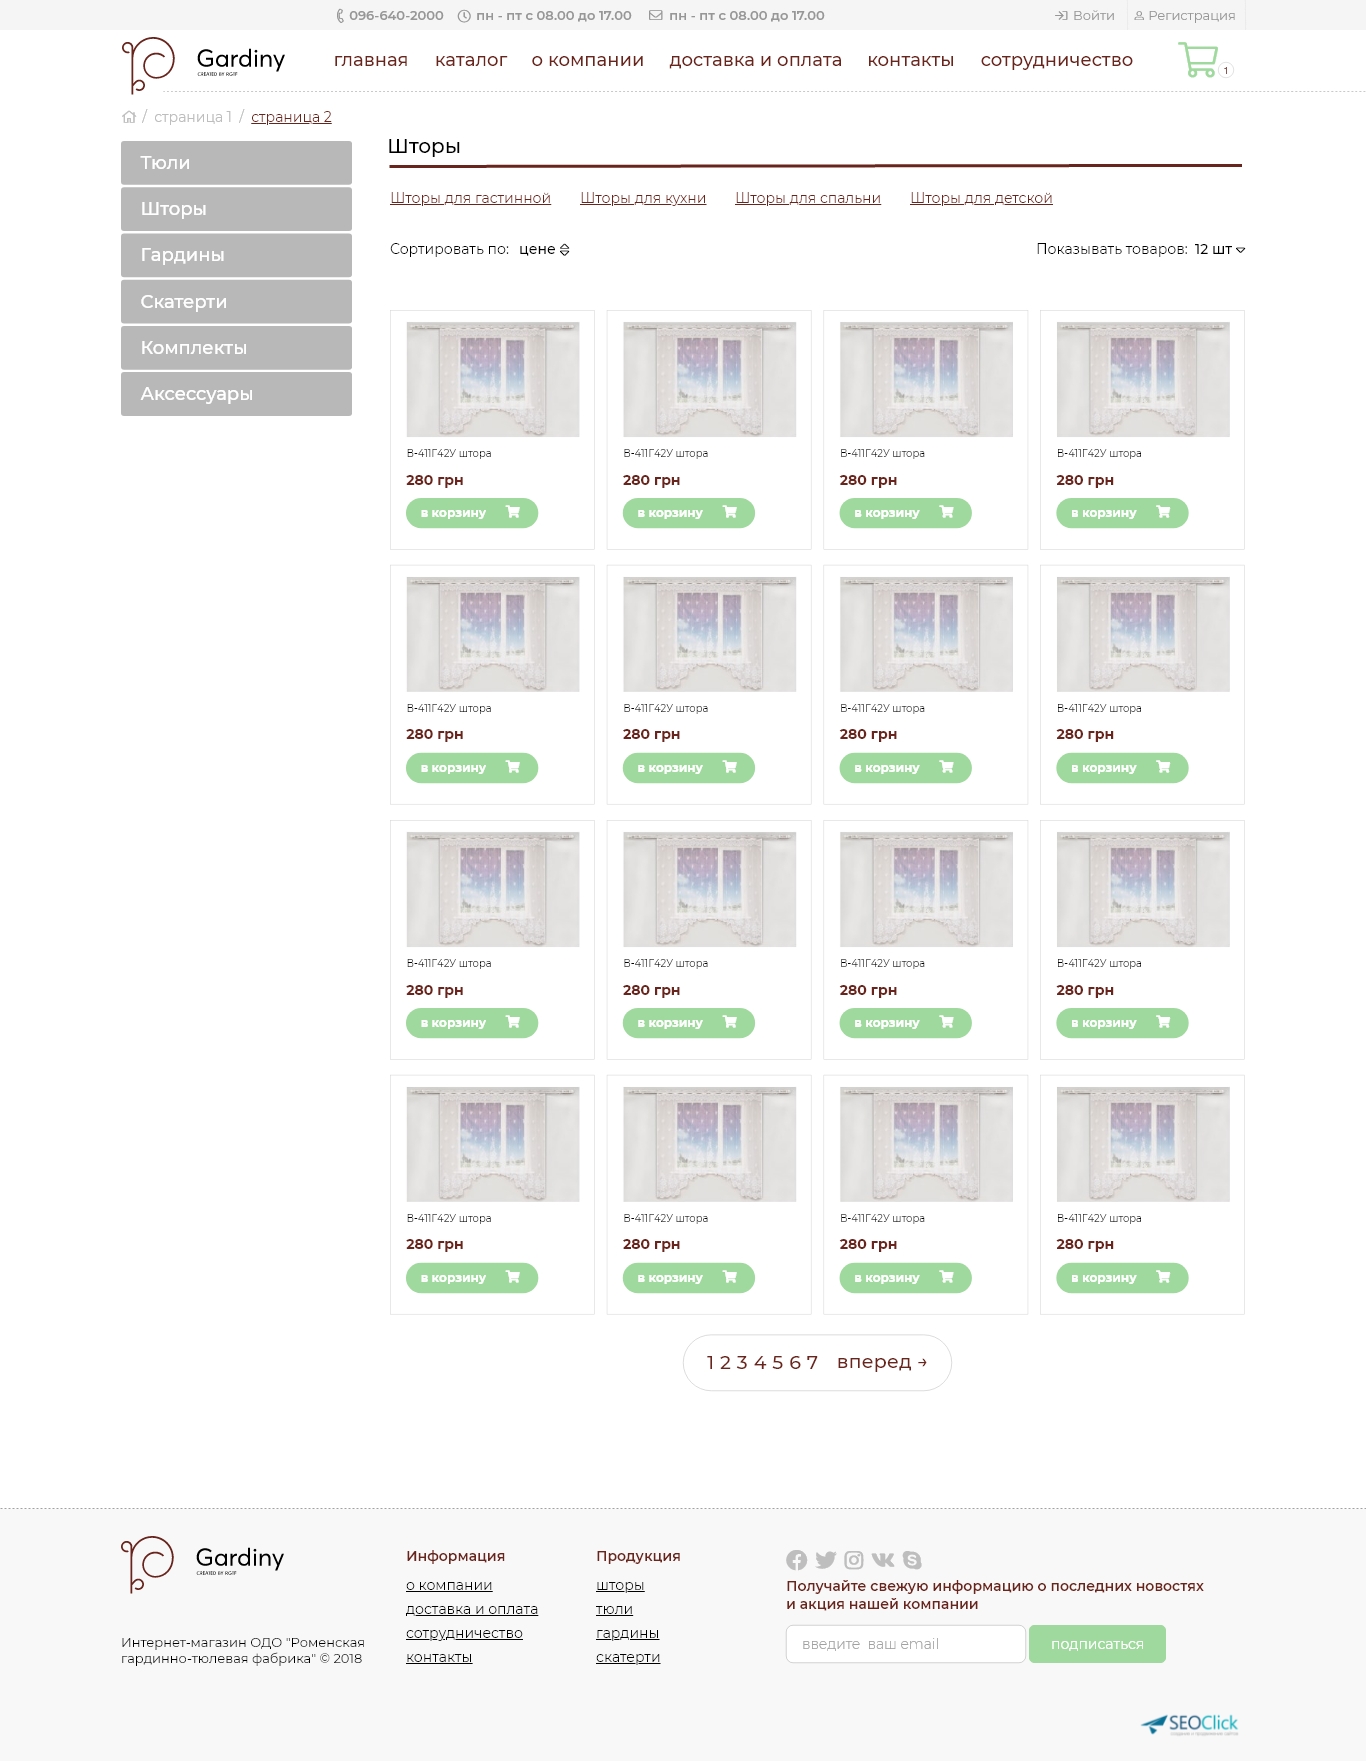 096-640-2000 пн - пт с 08.00 до 17.00 пн - пт с 08.00 до 17.00 Войти Регистрация
Gardiny
CREATED BY RGTF
главная каталог о компании доставка и оплата контакты сотрудничество
1
/ страница 1 / страница 2
Тюли
Шторы
Гардины
Скатерти
Комплекты
Аксессуары
Шторы
Шторы для гастинной Шторы для кухни Шторы для спальни Шторы для детской
Сортировать по: цене Показывать товаров: 12 шт
В-411Г42У штора В-411Г42У штора В-411Г42У штора В-411Г42У штора
280 грн 280 грн 280 грн 280 грн
в корзину в корзину в корзину в корзину
В-411Г42У штора В-411Г42У штора В-411Г42У штора В-411Г42У штора
280 грн 280 грн 280 грн 280 грн
в корзину в корзину в корзину в корзину
В-411Г42У штора В-411Г42У штора В-411Г42У штора В-411Г42У штора
280 грн 280 грн 280 грн 280 грн
в корзину в корзину в корзину в корзину
В-411Г42У штора В-411Г42У штора В-411Г42У штора В-411Г42У штора
280 грн 280 грн 280 грн 280 грн
в корзину в корзину в корзину в корзину
1 2 3 4 5 6 7 вперед →
Gardiny
CREATED BY RGTF
Интернет-магазин ОДО "Роменская
гардинно-тюлевая фабрика" © 2018
Информация
о компании
доставка и оплата
сотрудничество
контакты
Продукция
шторы
тюли
гардины
скатерти
Получайте свежую информацию о последних новостях
и акция нашей компании
введите ваш email подписаться
SEOClick